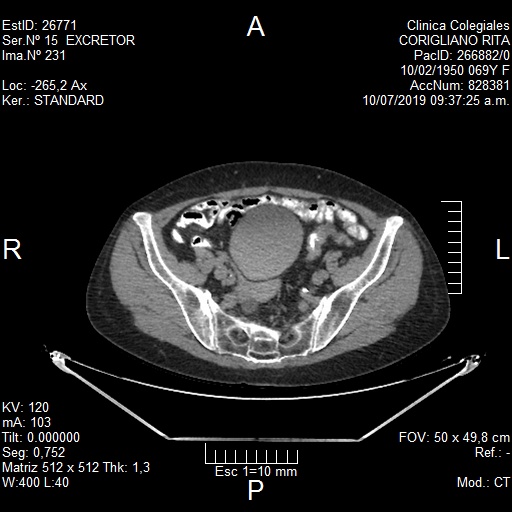 EstID: 26771
Ser.Nº 15 EXCRETOR
Ima.Nº 231
Loc: -265,2 Ax
Ker.: STANDARD
A
Clinica Colegiales
CORIGLIANO RITA
PacID: 266882/0
10/02/1950 069Y F
AccNum: 828381
10/07/2019 09:37:25 a.m.
R
L
KV: 120
mA: 103
Tilt: 0.000000
Seg: 0,752
Matriz 512 x 512 Thk: 1,3
W:400 L:40
Esc 1=10 mm
P
FOV: 50 x 49,8 cm
Ref.: -
Mod.: CT